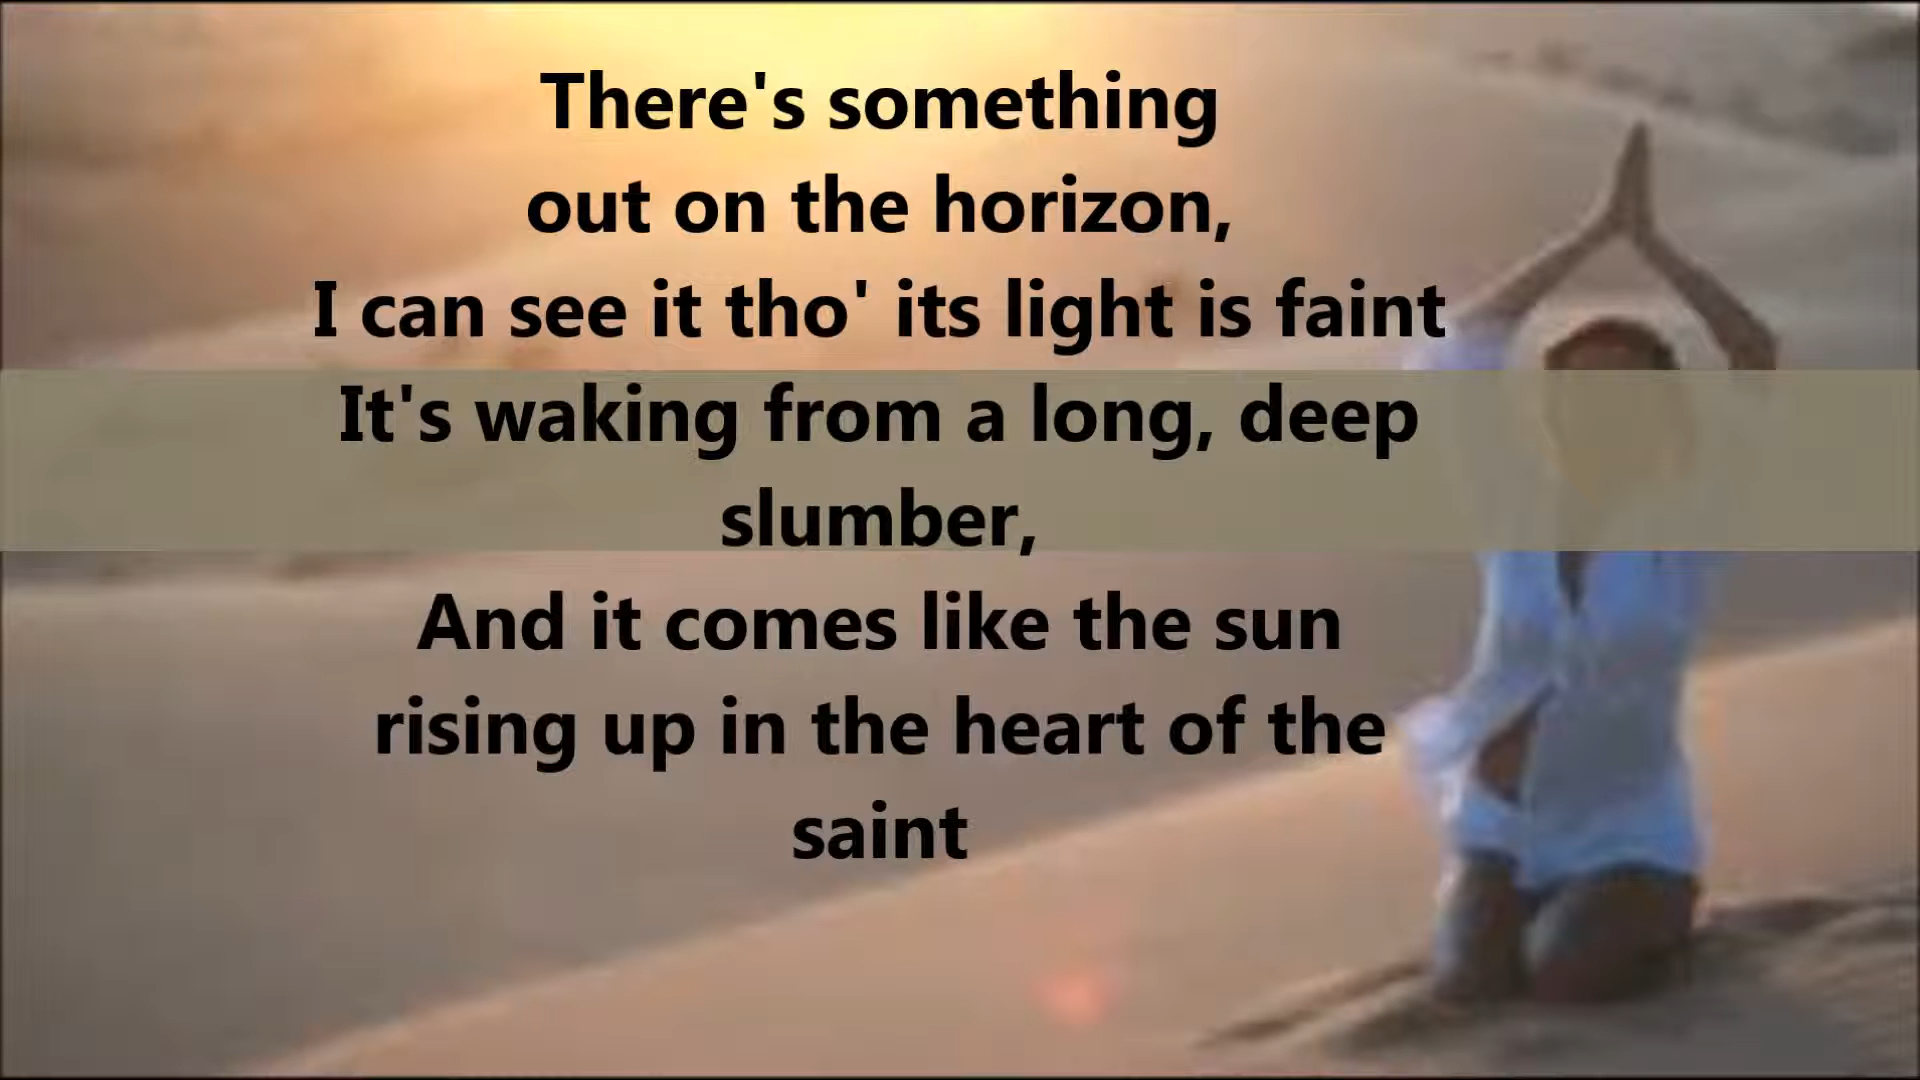 There's something
out on the horizon,
I can see it tho' its light is faint
It's waking from a long, deep
slumber,
And it comes like the sun
rising up in the heart of the
saint